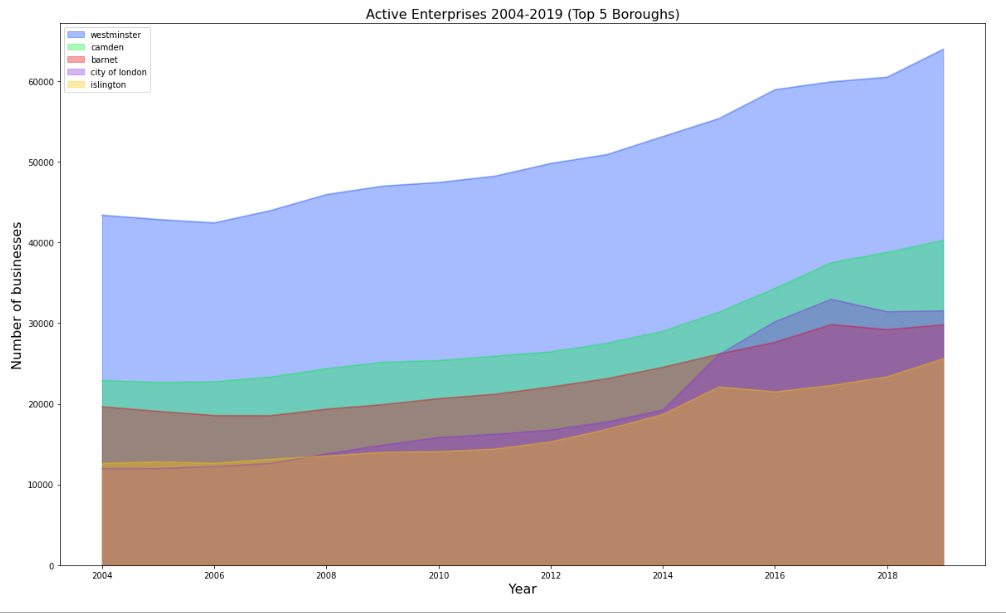 Active Enterprises 2004-2019 (Top 5 Boroughs)
westminster
camden
barnet
city of london
islington
60000
50000
40000
30000
20000
10000
0
Number of businesses
2004 2006 2008 2010 2012 2014 2016 2018
Year